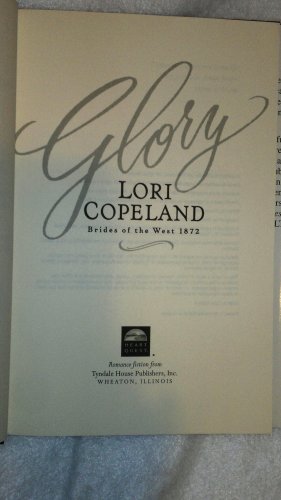 Glory
LORI
COPELAND
Brides of the West 1872
HEART
QUEST
Romance fiction from
Tyndale House Publishers, Inc.
WHEATON, ILLINOIS